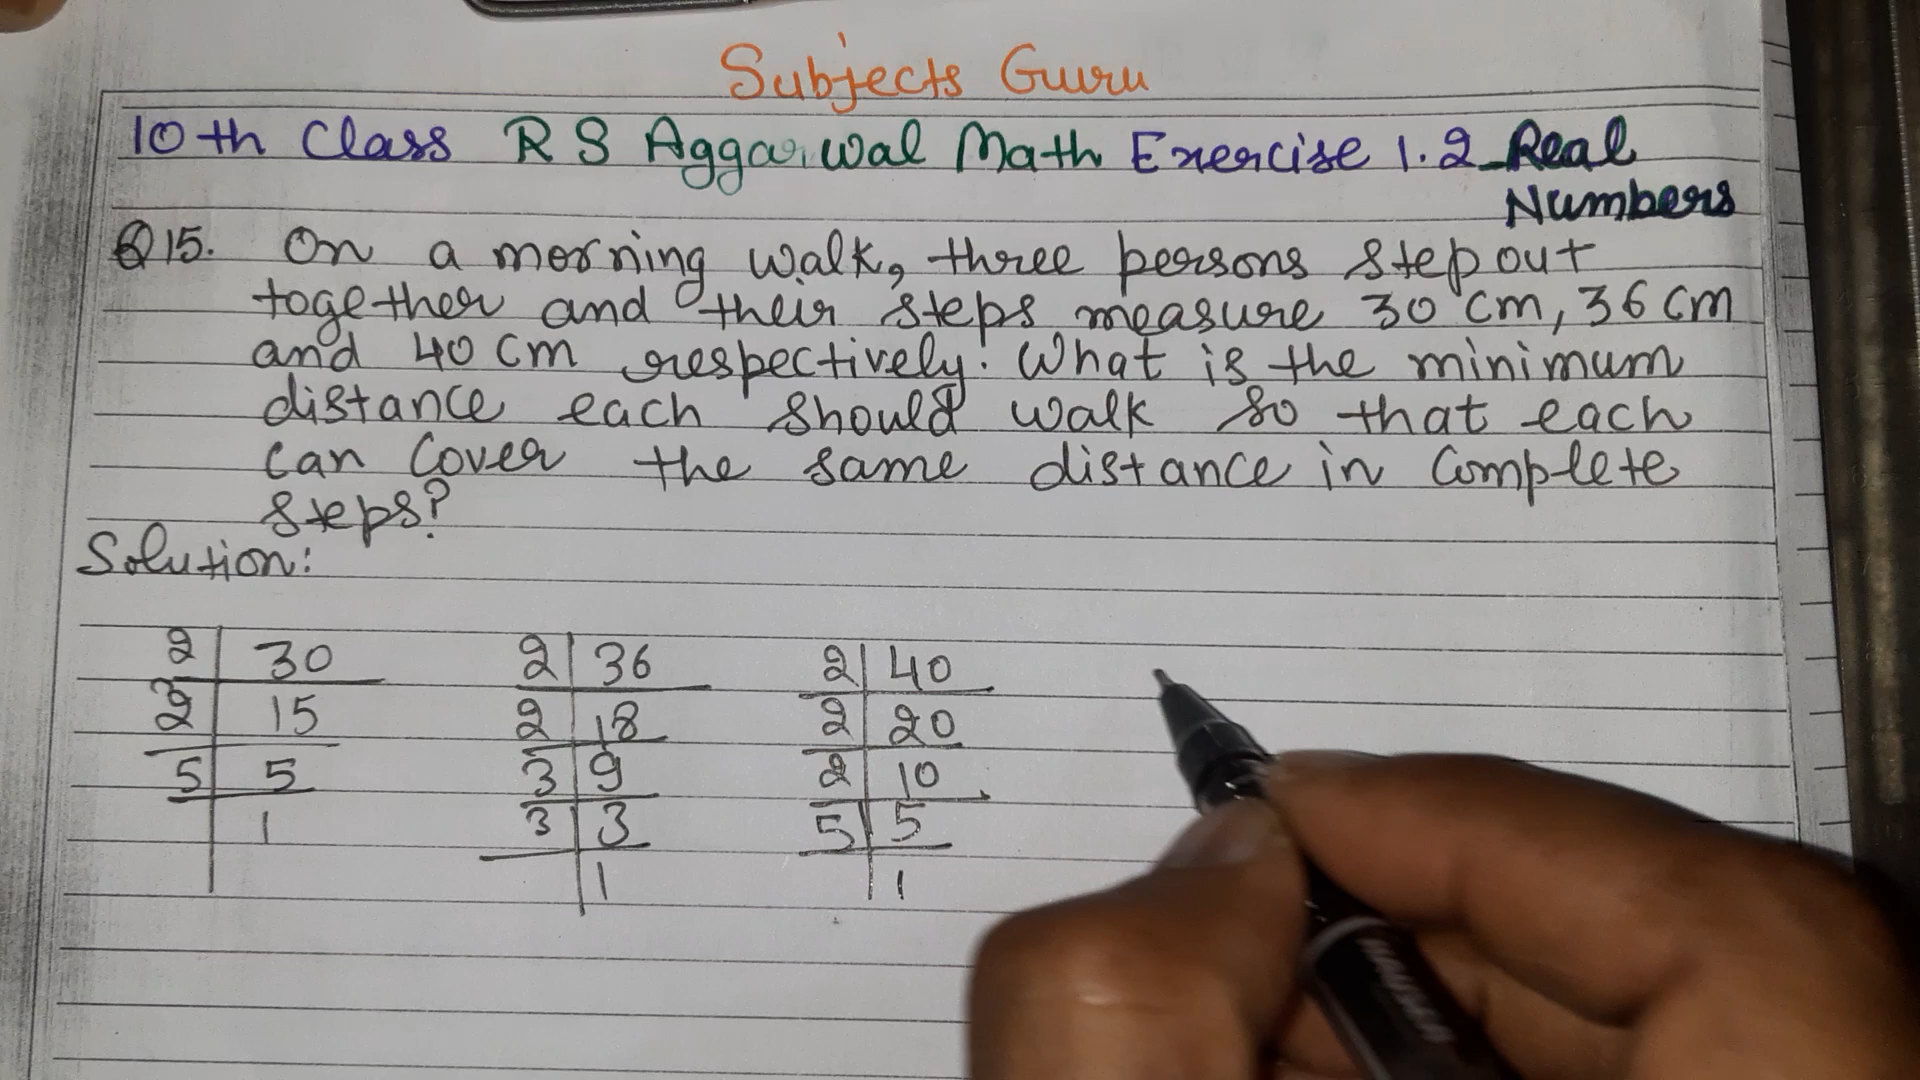 Subjects Guru
10th Class R S Aggarwal Math Exercise 1.2 Real
Numbers
Q15. On a morning walk, three persons step out
together and their steps measure 30 cm, 36 cm
and 40 cm respectively. What is the minimum
distance each should walk so that each
can cover the same distance in complete
steps?
Solution:
2 | 30
3 | 15
5 | 5
1
2 | 36
2 | 18
3 | 9
3 | 3
1
2 | 40
2 | 20
2 | 10
5 | 5
1